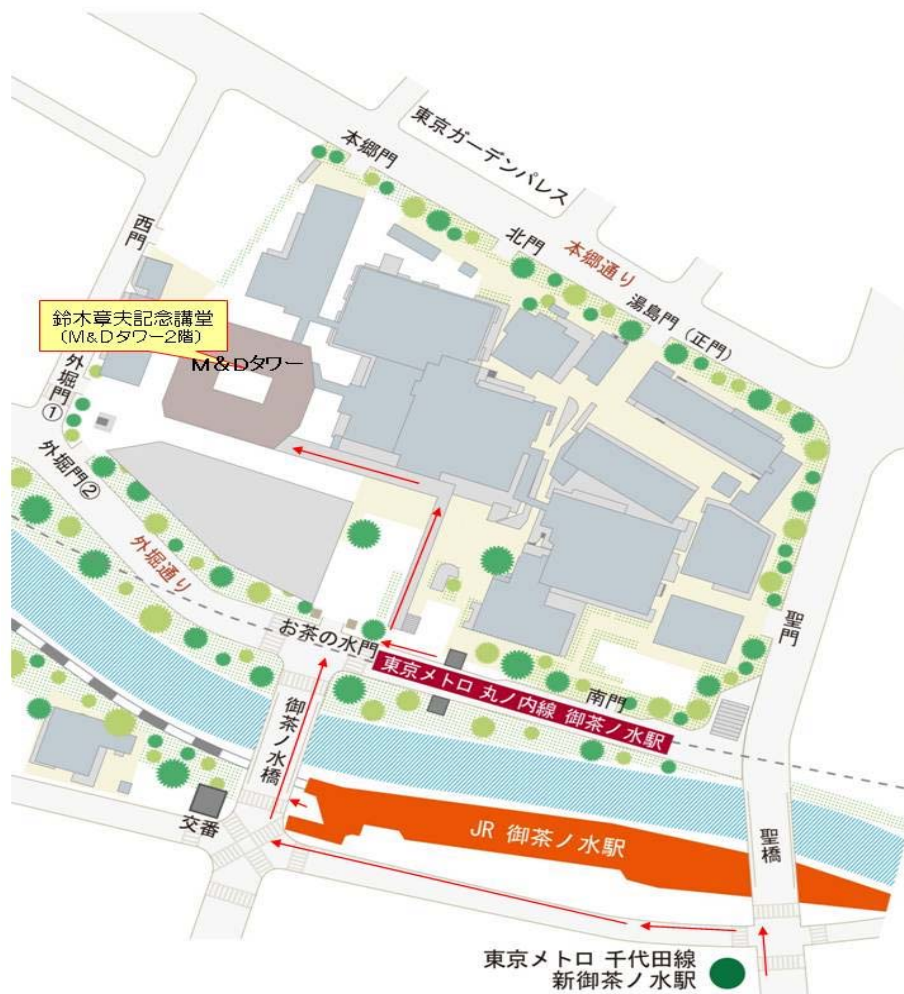 東京ガーデンパレス
本郷門
北門
本郷通り
西門
湯島門(正門)
鈴木章夫記念講堂
(M&Dタワー2階)
M&Dタワー
外堀門①
外堀門②
外堀通り
聖門
お茶の水門
東京メトロ 丸ノ内線 御茶ノ水駅
南門
御茶ノ水橋
交番
JR 御茶ノ水駅
聖橋
東京メトロ 千代田線
新御茶ノ水駅